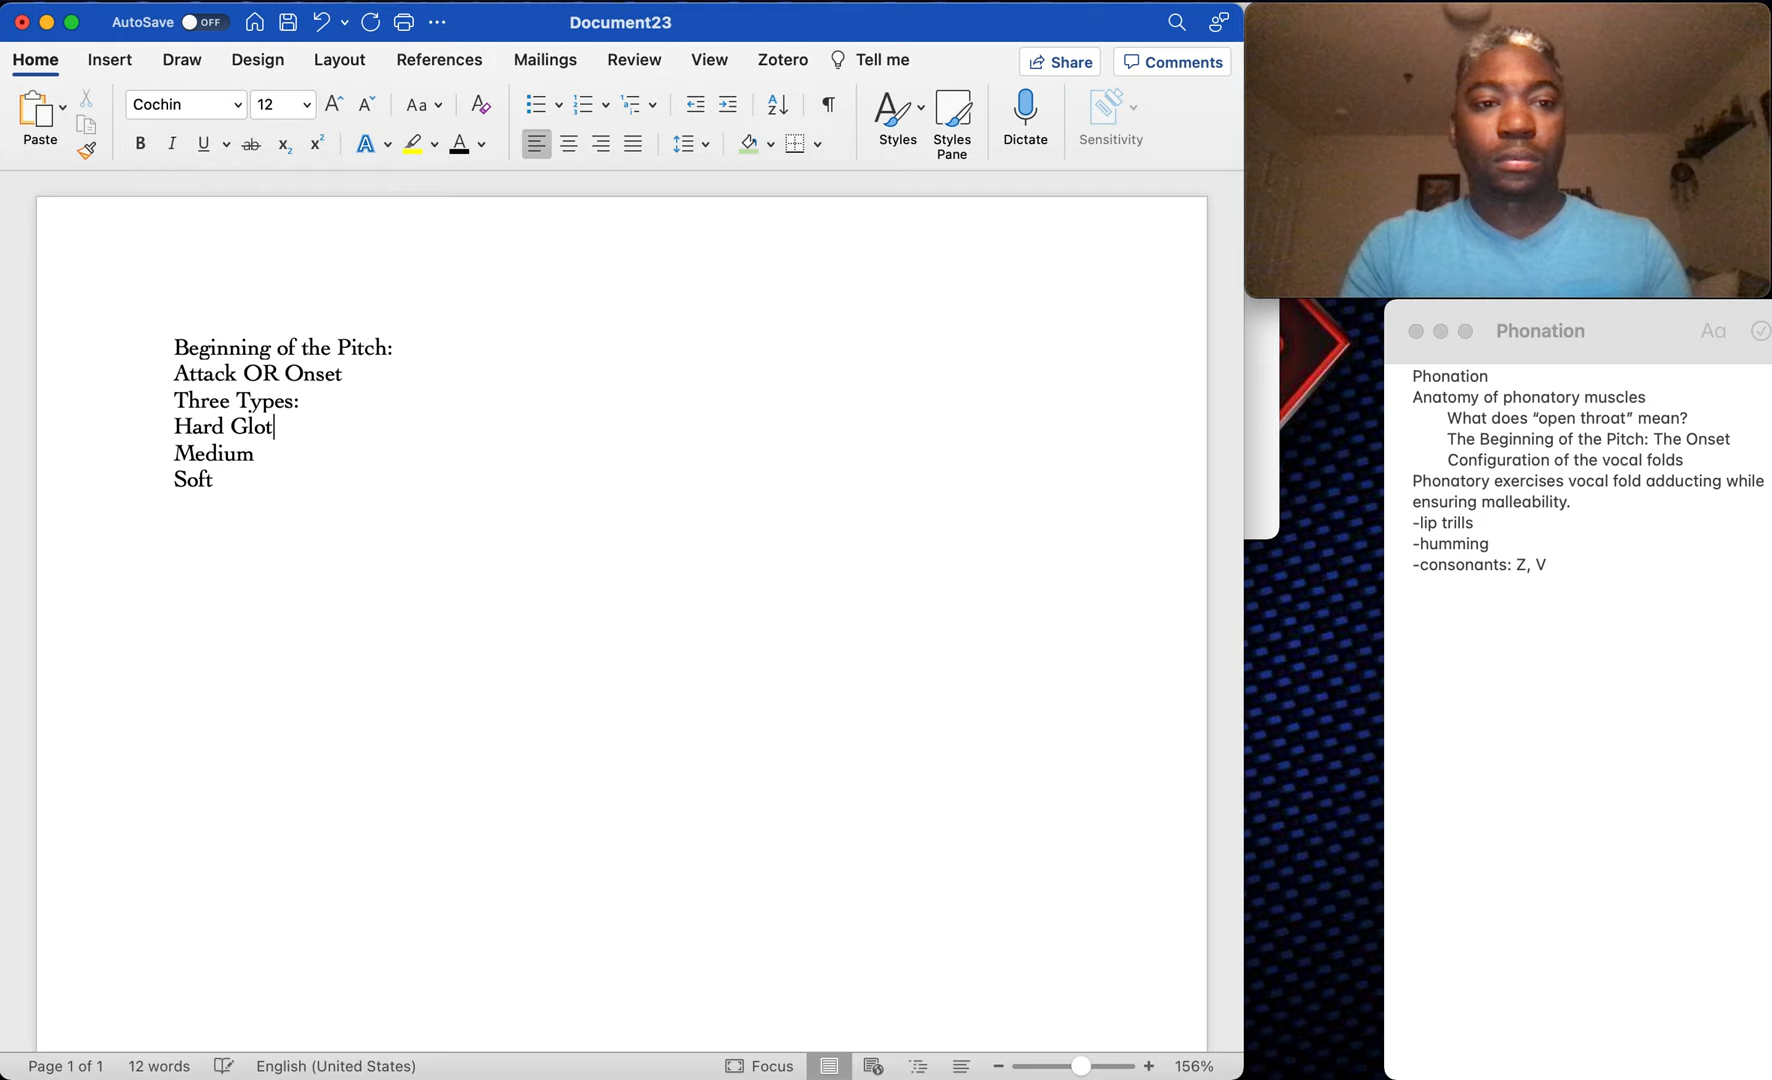 AutoSave OFF Document23
Home Insert Draw Design Layout References Mailings Review View Zotero Tell me Share Comments
Paste Cochin 12 Aa Styles Styles Pane Dictate Sensitivity
Beginning of the Pitch:
Attack OR Onset
Three Types:
Hard Glot
Medium
Soft
Phonation Aa
Phonation
Anatomy of phonatory muscles
What does “open throat” mean?
The Beginning of the Pitch: The Onset
Configuration of the vocal folds
Phonatory exercises vocal fold adducting while
ensuring malleability.
-lip trills
-humming
-consonants: Z, V
Page 1 of 1 12 words English (United States) Focus 156%